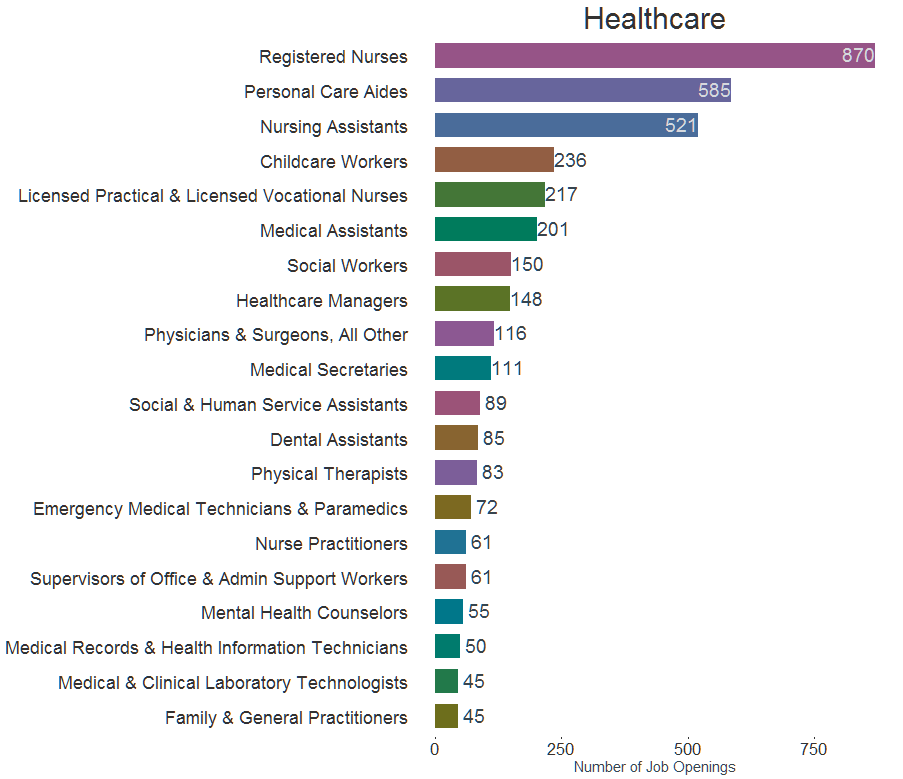 Healthcare
Registered Nurses 870
Personal Care Aides 585
Nursing Assistants 521
Childcare Workers 236
Licensed Practical & Licensed Vocational Nurses 217
Medical Assistants 201
Social Workers 150
Healthcare Managers 148
Physicians & Surgeons, All Other 116
Medical Secretaries 111
Social & Human Service Assistants 89
Dental Assistants 85
Physical Therapists 83
Emergency Medical Technicians & Paramedics 72
Nurse Practitioners 61
Supervisors of Office & Admin Support Workers 61
Mental Health Counselors 55
Medical Records & Health Information Technicians 50
Medical & Clinical Laboratory Technologists 45
Family & General Practitioners 45
0 250 500 750
Number of Job Openings